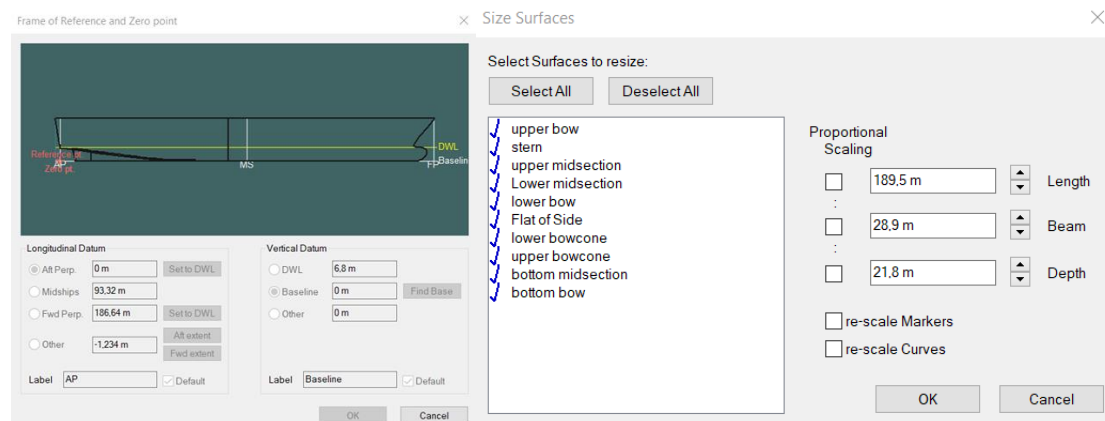 Frame of Reference and Zero point
DWL
Reference pt.
AP
Zero pt.
MS
Baselin
FP
Longitudinal Datum
Aft Perp. 0 m Set to DWL
Midships 93,32 m
Fwd Perp. 186,64 m Set to DWL
Aft extent
Other -1,234 m
Fwd extent
Label AP Default
Vertical Datum
DWL 6,8 m
Baseline 0 m Find Base
Other 0 m
Label Baseline Default
OK Cancel
Size Surfaces
Select Surfaces to resize:
Select All Deselect All
upper bow
stern
upper midsection
Lower midsection
lower bow
Flat of Side
lower bowcone
upper bowcone
bottom midsection
bottom bow
Proportional
Scaling
189,5 m Length
:
28,9 m Beam
:
21,8 m Depth
re-scale Markers
re-scale Curves
OK Cancel